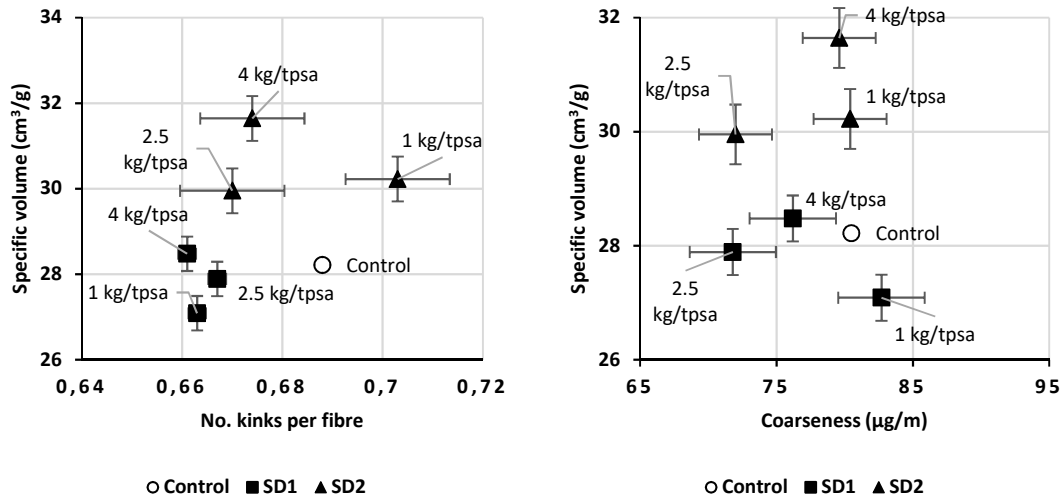 34
32
30
28
26
Specific volume (cm³/g)
4 kg/tpsa
2.5
kg/tpsa
1 kg/tpsa
4 kg/tpsa
Control
1 kg/tpsa
2.5 kg/tpsa
0,64
0,66
0,68
0,7
0,72
No. kinks per fibre
Control
SD1
SD2
32
30
28
26
Specific volume (cm³/g)
4 kg/tpsa
2.5
kg/tpsa
1 kg/tpsa
4 kg/tpsa
Control
2.5
kg/tpsa
1 kg/tpsa
65
75
85
95
Coarseness (µg/m)
Control
SD1
SD2